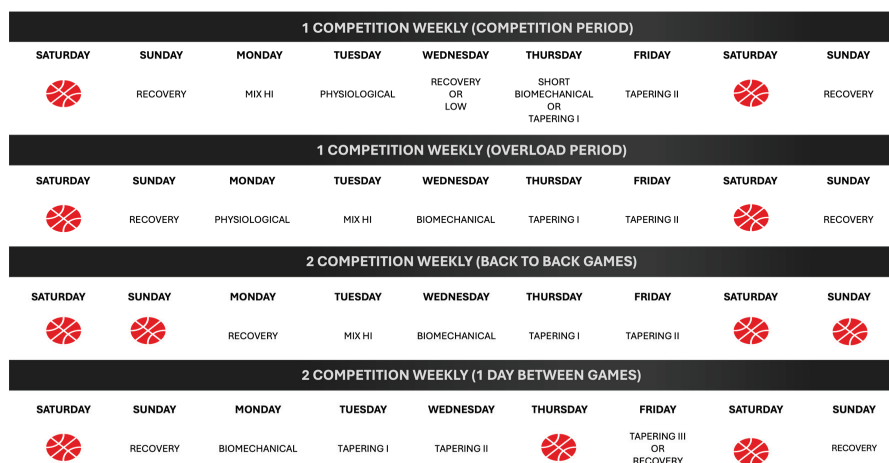 1 COMPETITION WEEKLY (COMPETITION PERIOD)
SATURDAY SUNDAY MONDAY TUESDAY WEDNESDAY THURSDAY FRIDAY SATURDAY SUNDAY
RECOVERY MIX HI PHYSIOLOGICAL RECOVERY OR LOW SHORT BIOMECHANICAL OR TAPERING I TAPERING II RECOVERY
1 COMPETITION WEEKLY (OVERLOAD PERIOD)
SATURDAY SUNDAY MONDAY TUESDAY WEDNESDAY THURSDAY FRIDAY SATURDAY SUNDAY
RECOVERY PHYSIOLOGICAL MIX HI BIOMECHANICAL TAPERING I TAPERING II RECOVERY
2 COMPETITION WEEKLY (BACK TO BACK GAMES)
SATURDAY SUNDAY MONDAY TUESDAY WEDNESDAY THURSDAY FRIDAY SATURDAY SUNDAY
RECOVERY MIX HI BIOMECHANICAL TAPERING I TAPERING II
2 COMPETITION WEEKLY (1 DAY BETWEEN GAMES)
SATURDAY SUNDAY MONDAY TUESDAY WEDNESDAY THURSDAY FRIDAY SATURDAY SUNDAY
RECOVERY BIOMECHANICAL TAPERING I TAPERING II TAPERING III OR RECOVERY RECOVERY